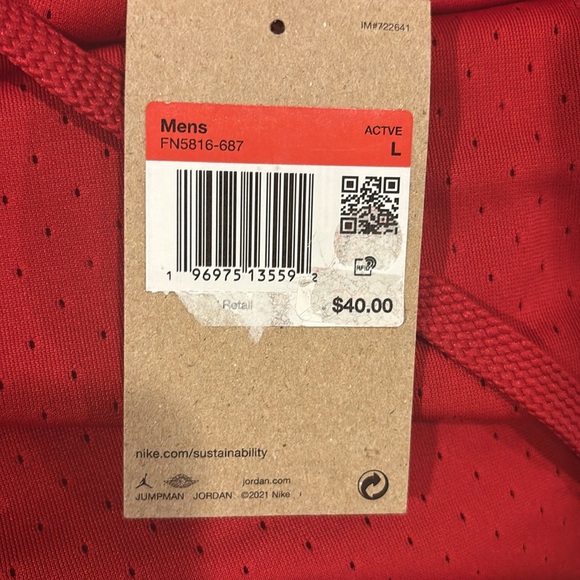 IM#722641
Mens ACTVE
FN5816-687 L
1 96975 13559 2
RFID
Retail $40.00
nike.com/sustainability
jordan.com
JUMPMAN JORDAN ©2021 Nike